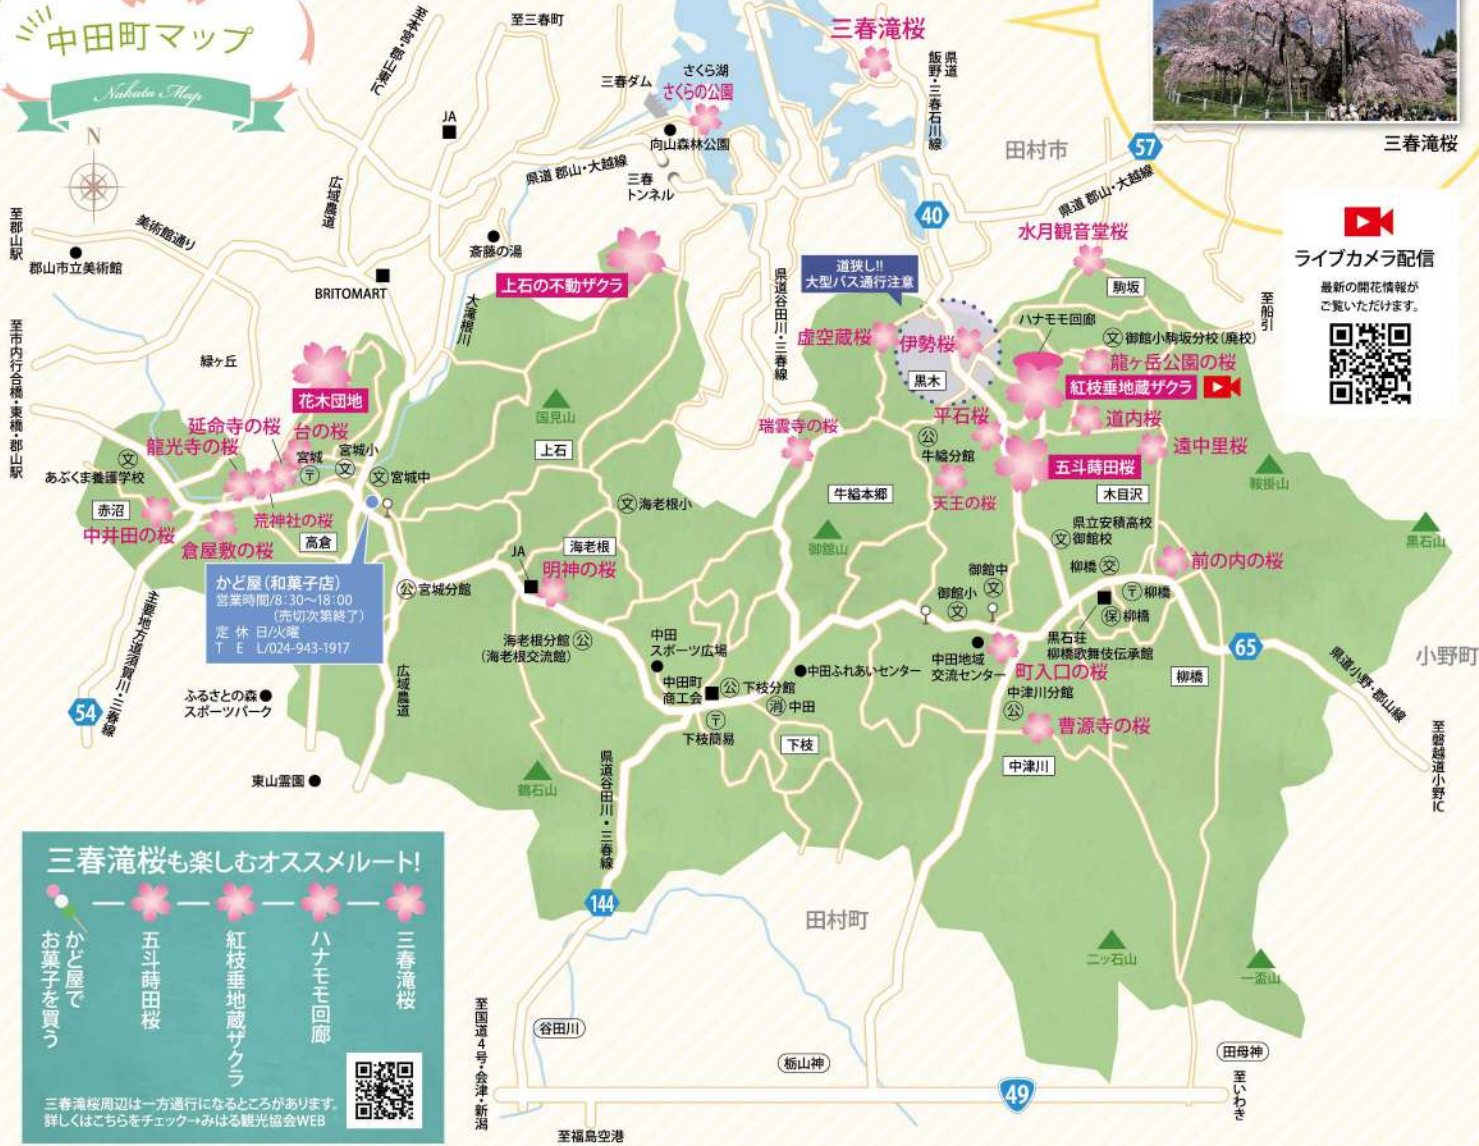 中田町マップ
Nakata Map
N
至本宮・郡山東IC
至三春町
三春滝桜
三春ダム
さくら湖
さくらの公園
県道
飯野・三春石川線
JA
向山森林公園
県道 郡山・大越線
三春
トンネル
田村市
57
三春滝桜
県道 郡山・大越線
40
広域農道
至郡山駅
美術館通り
郡山市立美術館
斎藤の湯
BRITOMART
大滝根川
上石の不動ザクラ
県道谷田川・三春線
道狭し!!
大型バス通行注意
水月観音堂桜
駒坂
至船引
ライブカメラ配信
最新の開花情報が
ご覧いただけます。
ハナモモ回廊
文 御館小駒坂分校(廃校)
虚空蔵桜
伊勢桜
黒木
龍ヶ岳公園の桜
紅枝垂地蔵ザクラ
至市内行合橋・東橋・郡山駅
緑ヶ丘
花木団地
国見山
延命寺の桜
台の桜
龍光寺の桜
宮城
〒
宮城小
文
文 宮城中
上石
瑞雲寺の桜
平石桜
道内桜
遠中里桜
公
牛縊分館
五斗蒔田桜
鞍掛山
文
あぶくま養護学校
赤沼
中井田の桜
倉屋敷の桜
荒神社の桜
高倉
文 海老根小
牛縊本郷
天王の桜
木目沢
県立安積高校
文 御館校
御館山
黒石山
JA
海老根
明神の桜
御館中
文
御館小
文
柳橋 交
前の内の桜
〒 柳橋
保 柳橋
黒石荘
柳橋歌舞伎伝承館
かど屋(和菓子店)
営業時間/8:30〜18:00
(売切次第終了)
定 休 日/火曜
T E L/024-943-1917
公 宮城分館
海老根分館 公
(海老根交流館)
中田
スポーツ広場
中田ふれあいセンター
中田地域
交流センター
町入口の桜
65
小野町
柳橋
県道小野・郡山線
主要地方道須賀川・三春線
54
ふるさとの森
スポーツパーク
広域農道
中田町
商工会
公 下枝分館
消 中田
〒
下枝簡易
下枝
中津川分館
公
曹源寺の桜
中津川
至磐越道小野IC
東山霊園
鶴石山
県道谷田川・三春線
144
田村町
二ッ石山
一盃山
三春滝桜も楽しむオススメルート!
かど屋で
お菓子を買う
五斗蒔田桜
紅枝垂地蔵ザクラ
ハナモモ回廊
三春滝桜
三春滝桜周辺は一方通行になるところがあります。
詳しくはこちらをチェック→みはる観光協会WEB
至国道4号・会津・新潟
谷田川
栃山神
田母神
49
至いわき
至福島空港